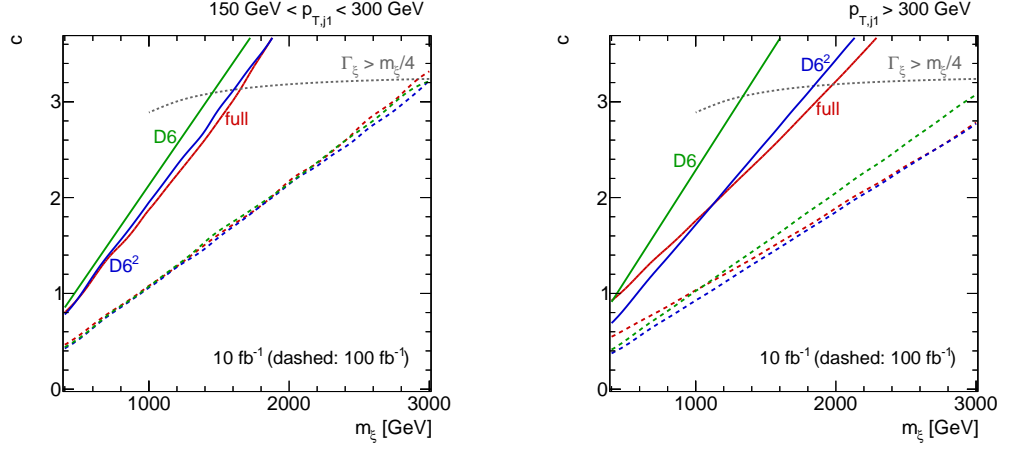 150 GeV < p_{T,j1} < 300 GeV
c
3
2
1
0
Γ_ξ > m_ξ/4
D6
full
D6²
10 fb⁻¹ (dashed: 100 fb⁻¹)
1000 2000 3000
m_ξ [GeV]
p_{T,j1} > 300 GeV
c
3
2
1
0
D6²
Γ_ξ > m_ξ/4
full
D6
10 fb⁻¹ (dashed: 100 fb⁻¹)
1000 2000 3000
m_ξ [GeV]